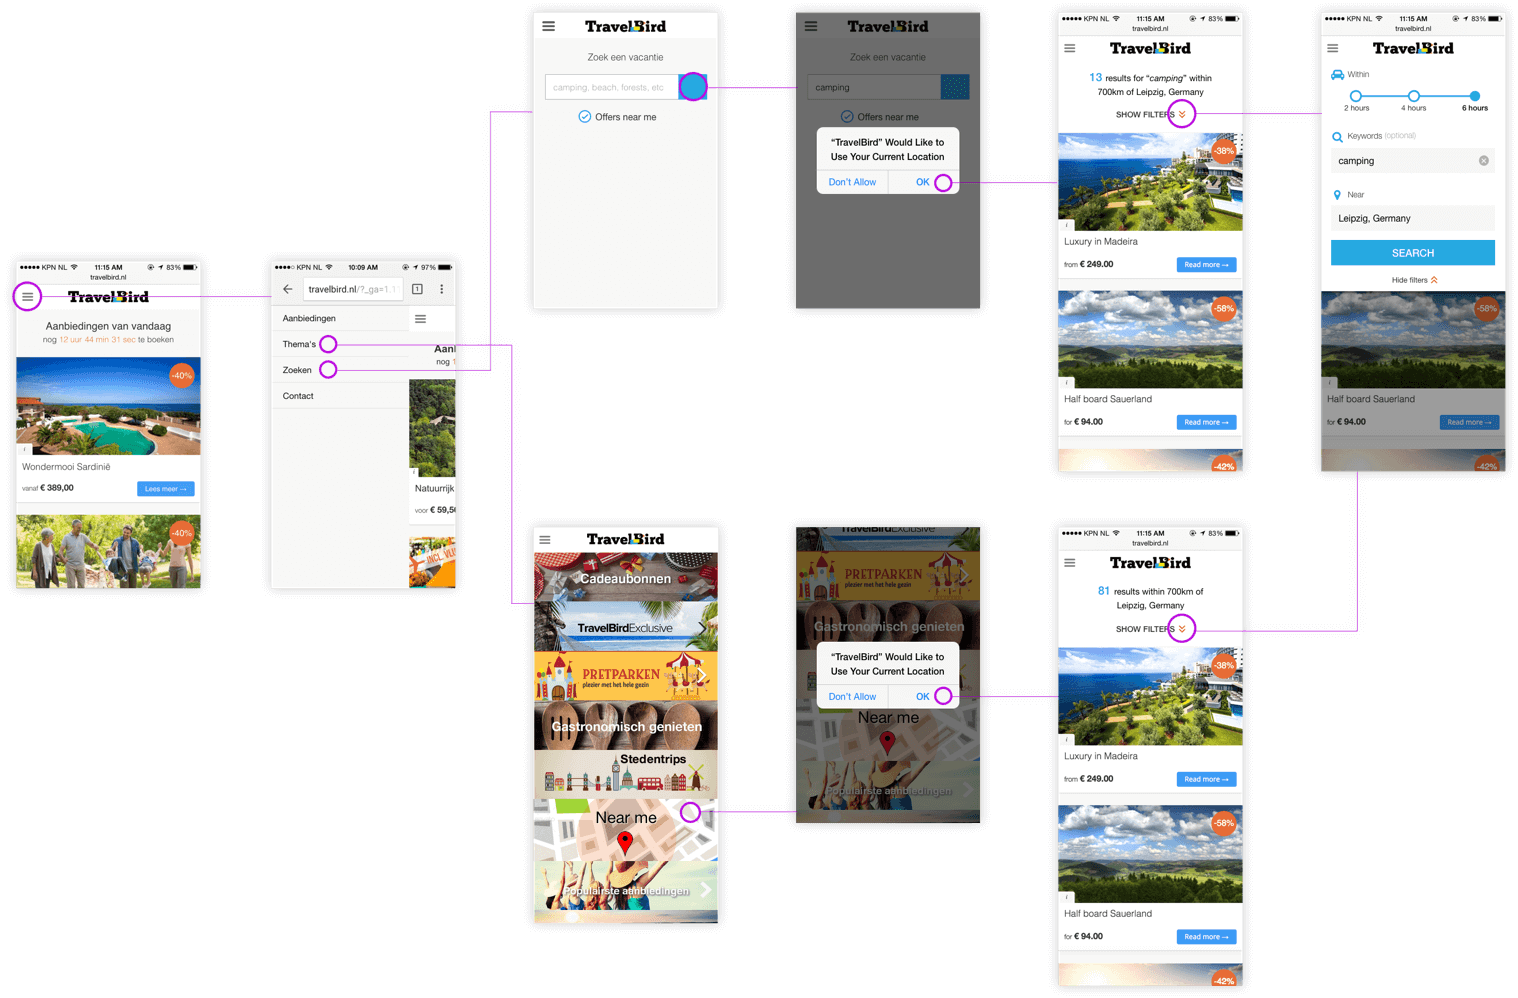 ●●●●● KPN NL 11:15 AM 83%
travelbird.nl
TravelBird
Aanbiedingen van vandaag
nog 12 uur 44 min 31 sec te boeken
-40%
i
Wondermooi Sardinië
vanaf € 389,00
Lees meer →
-40%
●●●●○ KPN NL 10:09 AM 97%
travelbird.nl/?_ga=1.1
1
Aanbiedingen
Thema's
Zoeken
Contact
Aanl
nog 1
i
Natuurrijk
voor € 59,50
INCL. VLU
TravelBird
Zoek een vacantie
camping, beach, forests, etc
Offers near me
TravelBird
Zoek een vacantie
camping
Offers near me
“TravelBird” Would Like to
Use Your Current Location
Don't Allow OK
●●●●● KPN NL 11:15 AM 83%
travelbird.nl
TravelBird
13 results for “camping” within
700km of Leipzig, Germany
SHOW FILTERS
-38%
i
Luxury in Madeira
from € 249.00
Read more →
-58%
i
Half board Sauerland
for € 94.00
Read more →
-42%
●●●●● KPN NL 11:15 AM 83%
travelbird.nl
TravelBird
Within
2 hours 4 hours 6 hours
Keywords (optional)
camping
Near
Leipzig, Germany
SEARCH
Hide filters
-58%
i
Half board Sauerland
for € 94.00
Read more →
-42%
TravelBird
Cadeaubonnen
TravelBirdExclusive
PRETPARKEN
plezier met het hele gezin
Gastronomisch genieten
Stedentrips
Near me
Populairste aanbiedingen
TravelBirdExclusive
PRETPARKEN
plezier met het hele gezin
Gastronomisch genieten
“TravelBird” Would Like to
Use Your Current Location
Don't Allow OK
Near me
Populairste aanbiedingen
●●●●● KPN NL 11:15 AM 83%
travelbird.nl
TravelBird
81 results within 700km of
Leipzig, Germany
SHOW FILTERS
-38%
i
Luxury in Madeira
from € 249.00
Read more →
-58%
i
Half board Sauerland
for € 94.00
Read more →
-42%